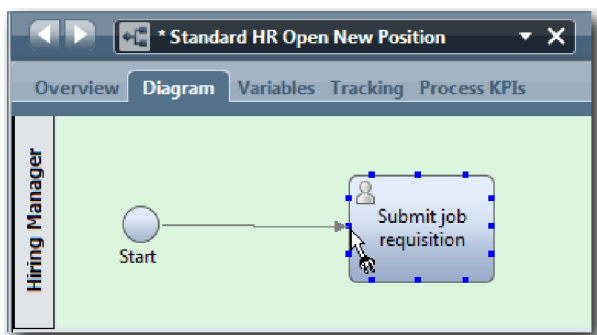 * Standard HR Open New Position
Overview Diagram Variables Tracking Process KPIs
Hiring Manager
Start
Submit job
requisition